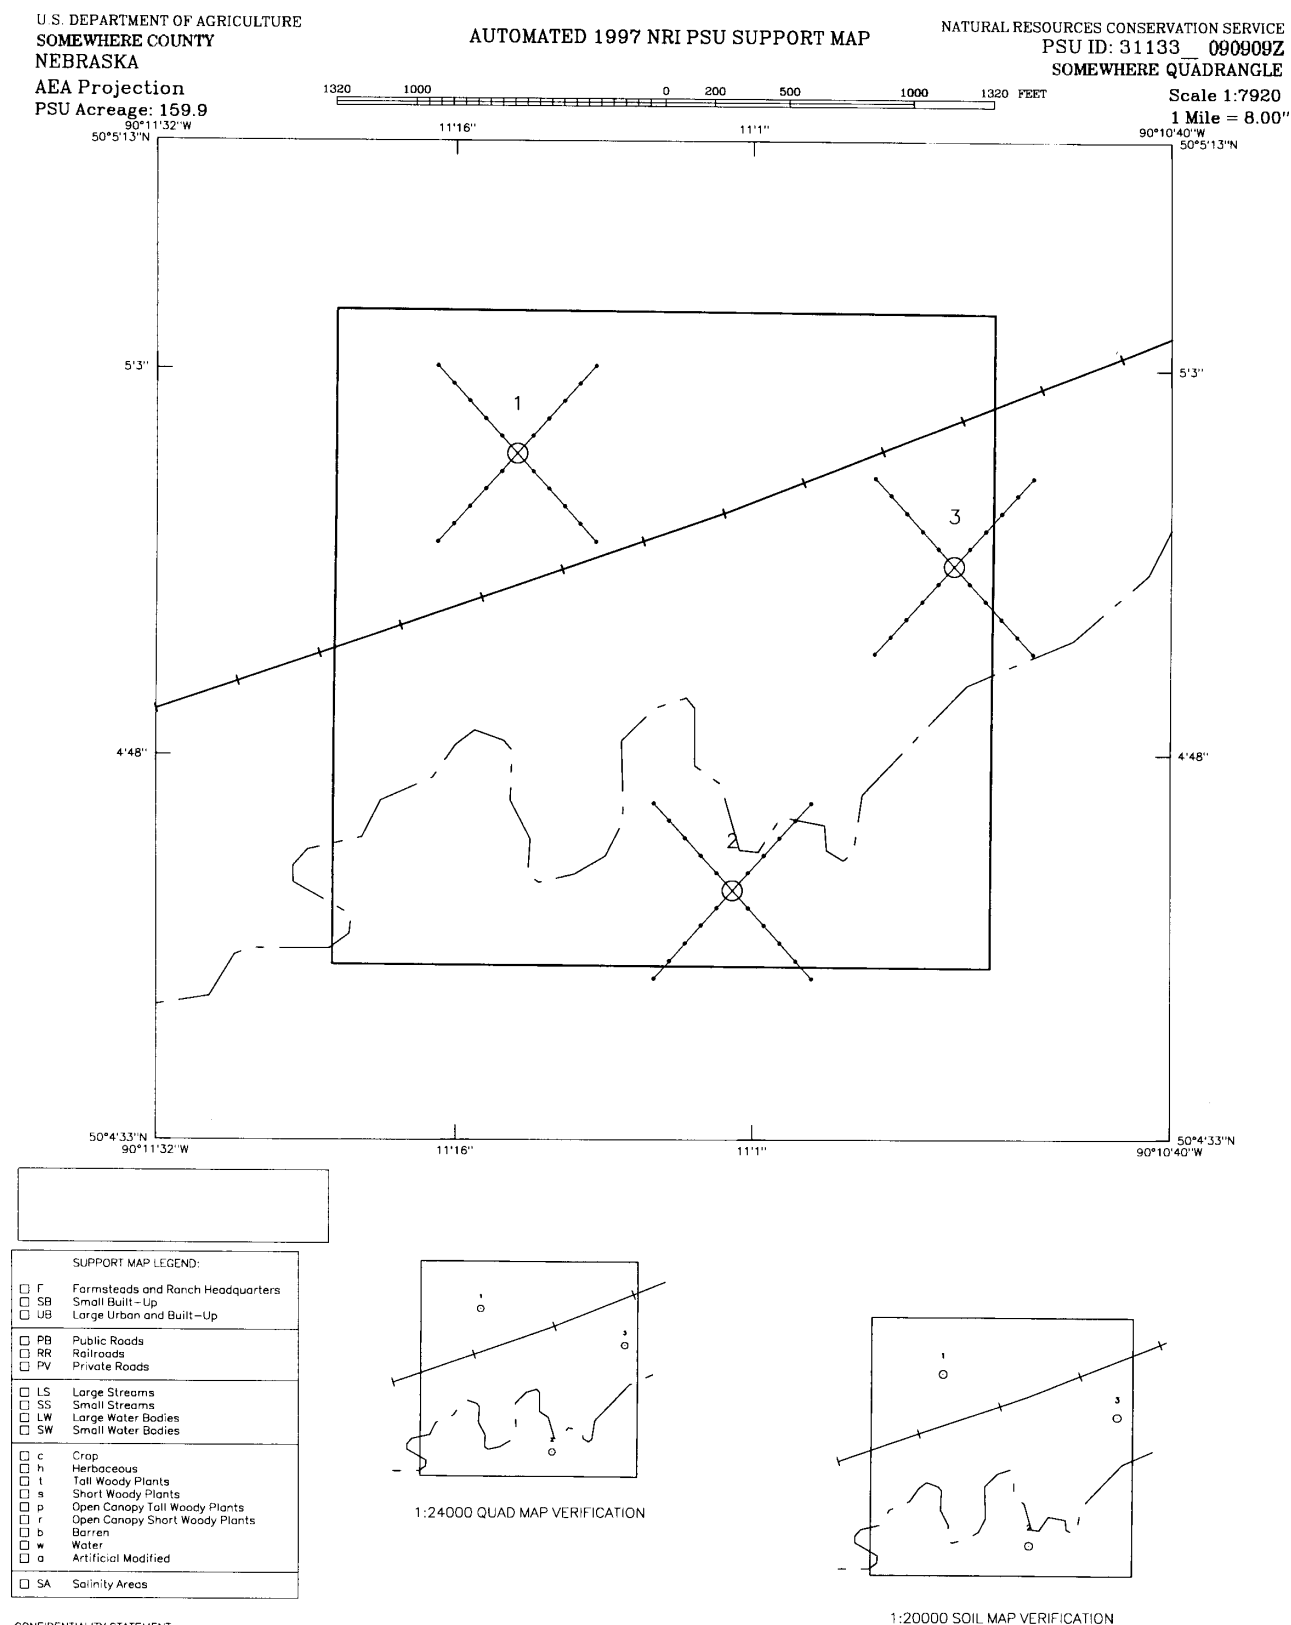 U.S. DEPARTMENT OF AGRICULTURE
SOMEWHERE COUNTY
NEBRASKA
AEA Projection
PSU Acreage: 159.9
AUTOMATED 1997 NRI PSU SUPPORT MAP
NATURAL RESOURCES CONSERVATION SERVICE
PSU ID: 31133__ 090909Z
SOMEWHERE QUADRANGLE
Scale 1:7920
1 Mile = 8.00"
1320 1000 0 200 500 1000 1320 FEET
90°11'32"W 11'16" 11'1" 90°10'40"W
50°5'13"N 50°5'13"N
5'3" 5'3"
1
3
4'48" 4'48"
2
50°4'33"N 50°4'33"N
90°11'32"W 11'16" 11'1" 90°10'40"W
SUPPORT MAP LEGEND:
F Farmsteads and Ranch Headquarters
SB Small Built-Up
UB Large Urban and Built-Up
PB Public Roads
RR Railroads
PV Private Roads
LS Large Streams
SS Small Streams
LW Large Water Bodies
SW Small Water Bodies
c Crop
h Herbaceous
t Tall Woody Plants
s Short Woody Plants
p Open Canopy Tall Woody Plants
r Open Canopy Short Woody Plants
b Barren
w Water
a Artificial Modified
SA Salinity Areas
1
3
2
1:24000 QUAD MAP VERIFICATION
1
3
2
1:20000 SOIL MAP VERIFICATION